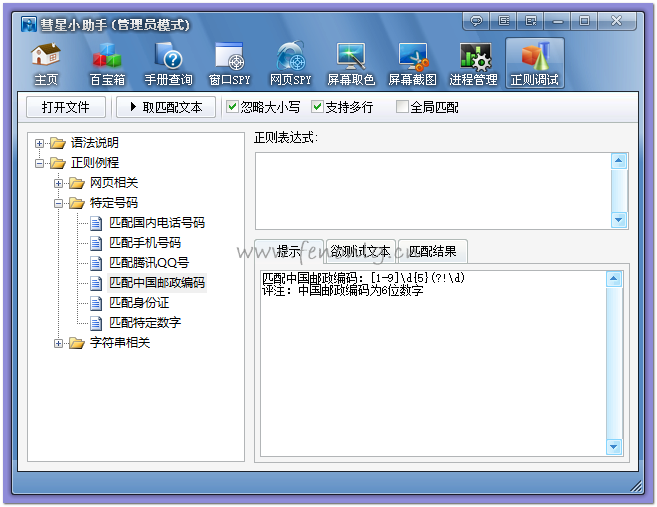 彗星小助手 (管理员模式)
主页 百宝箱 手册查询 窗口SPY 网页SPY 屏幕取色 屏幕截图 进程管理 正则调试
打开文件 取匹配文本 忽略大小写 支持多行 全局匹配
语法说明
正则例程
网页相关
特定号码
匹配国内电话号码
匹配手机号码
匹配腾讯QQ号
匹配中国邮政编码
匹配身份证
匹配特定数字
字符串相关
正则表达式:
提示 欲测试文本 匹配结果
匹配中国邮政编码: [1-9]\d{5}(?!\d)
评注: 中国邮政编码为6位数字